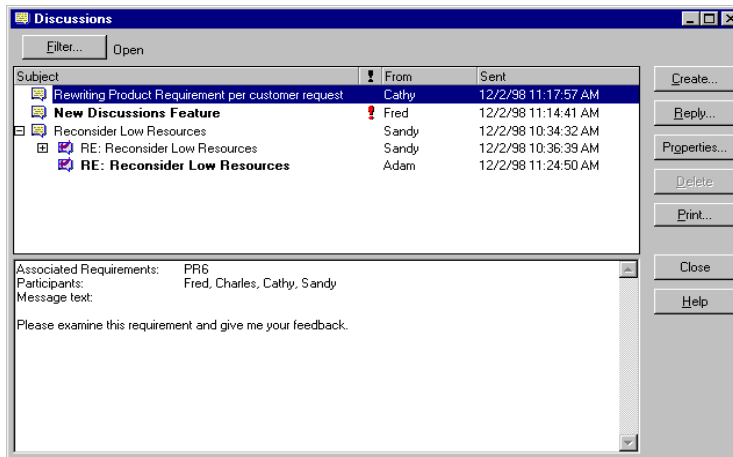 Discussions
Filter... Open
Subject ! From Sent
Rewriting Product Requirement per customer request Cathy 12/2/98 11:17:57 AM
New Discussions Feature ! Fred 12/2/98 11:14:41 AM
Reconsider Low Resources Sandy 12/2/98 10:34:32 AM
RE: Reconsider Low Resources Sandy 12/2/98 10:36:39 AM
RE: Reconsider Low Resources Adam 12/2/98 11:24:50 AM
Create...
Reply...
Properties...
Delete
Print...
Close
Help
Associated Requirements: PR6
Participants: Fred, Charles, Cathy, Sandy
Message text:
Please examine this requirement and give me your feedback.